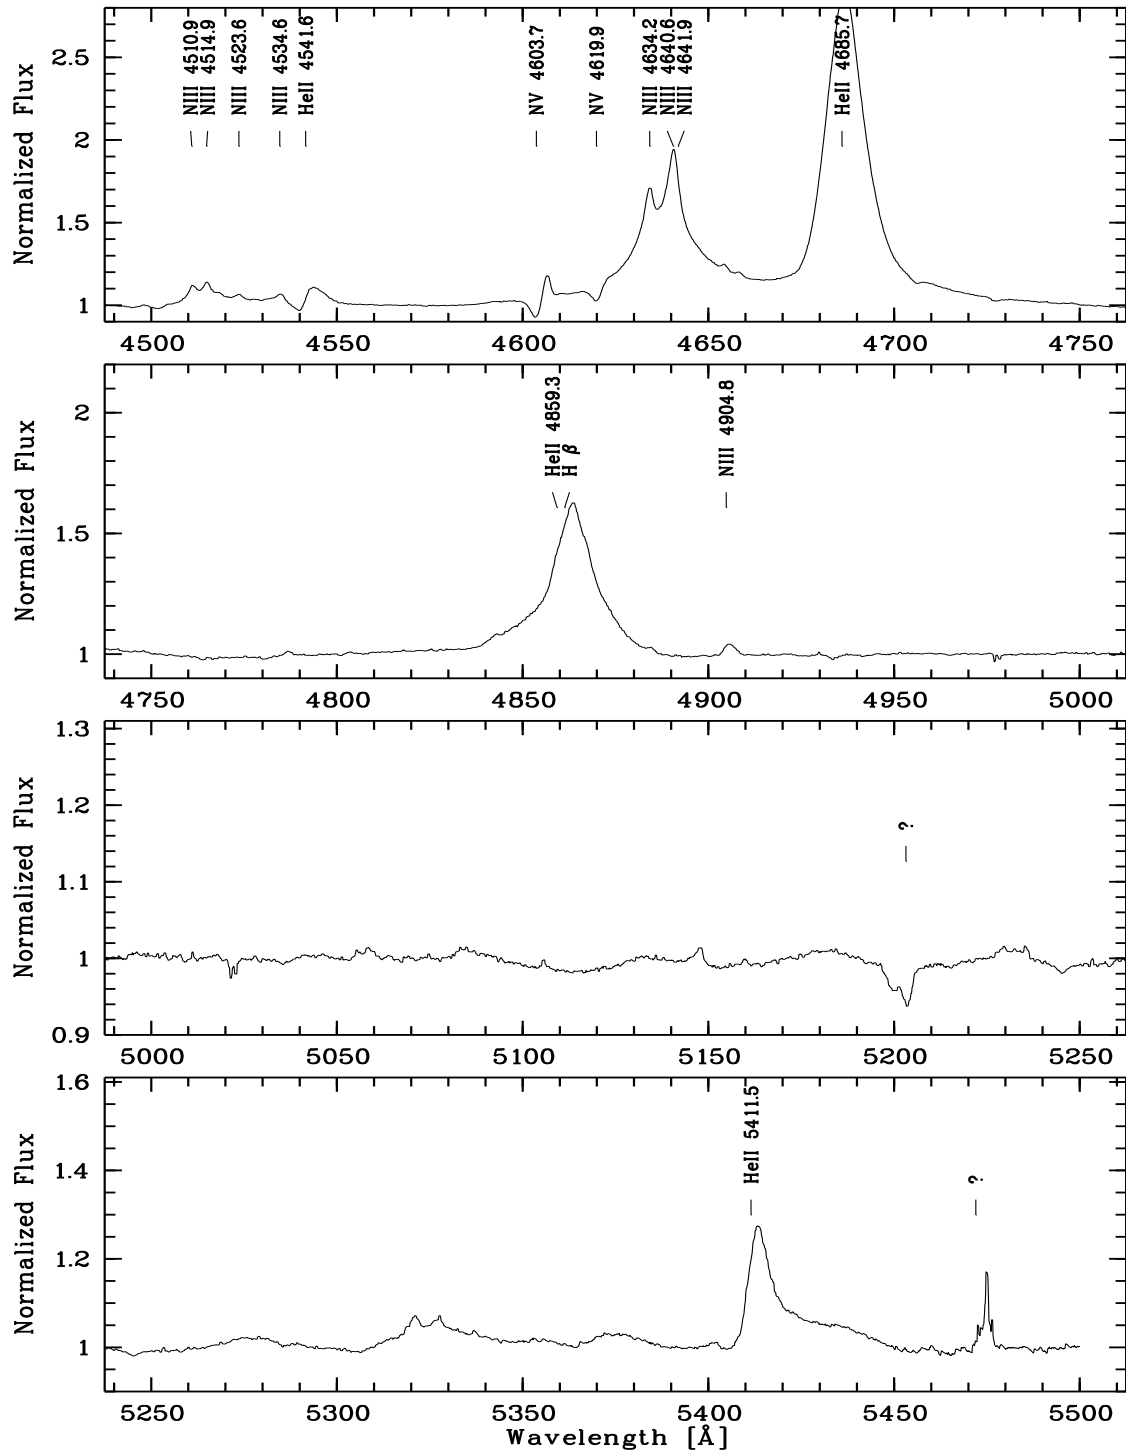 Normalized Flux
2.5
2
1.5
1
NIII 4510.9
NIII 4514.9
NIII 4523.6
NIII 4534.6
HeII 4541.6
NV 4603.7
NV 4619.9
NIII 4634.2
NIII 4640.6
NIII 4641.9
HeII 4685.7
4500 4550 4600 4650 4700 4750
Normalized Flux
2
1.5
1
HeII 4859.3
H β
NIII 4904.8
4750 4800 4850 4900 4950 5000
Normalized Flux
1.3
1.2
1.1
1
0.9
?
5000 5050 5100 5150 5200 5250
Normalized Flux
1.6
1.4
1.2
1
HeII 5411.5
?
5250 5300 5350 5400 5450 5500
Wavelength [Å]